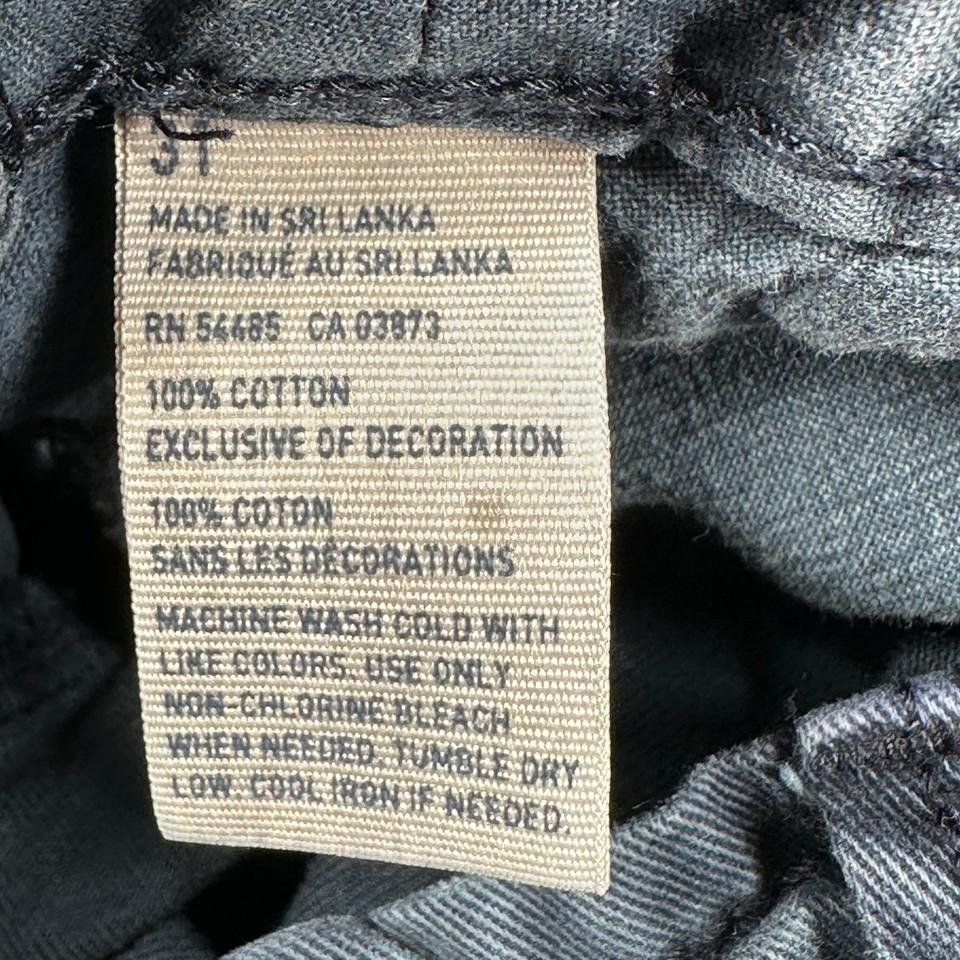 3T
MADE IN SRI LANKA
FABRIQUÉ AU SRI LANKA
RN 54485 CA 03873
100% COTTON
EXCLUSIVE OF DECORATION
100% COTON
SANS LES DÉCORATIONS
MACHINE WASH COLD WITH
LIKE COLORS. USE ONLY
NON-CHLORINE BLEACH
WHEN NEEDED. TUMBLE DRY
LOW. COOL IRON IF NEEDED.